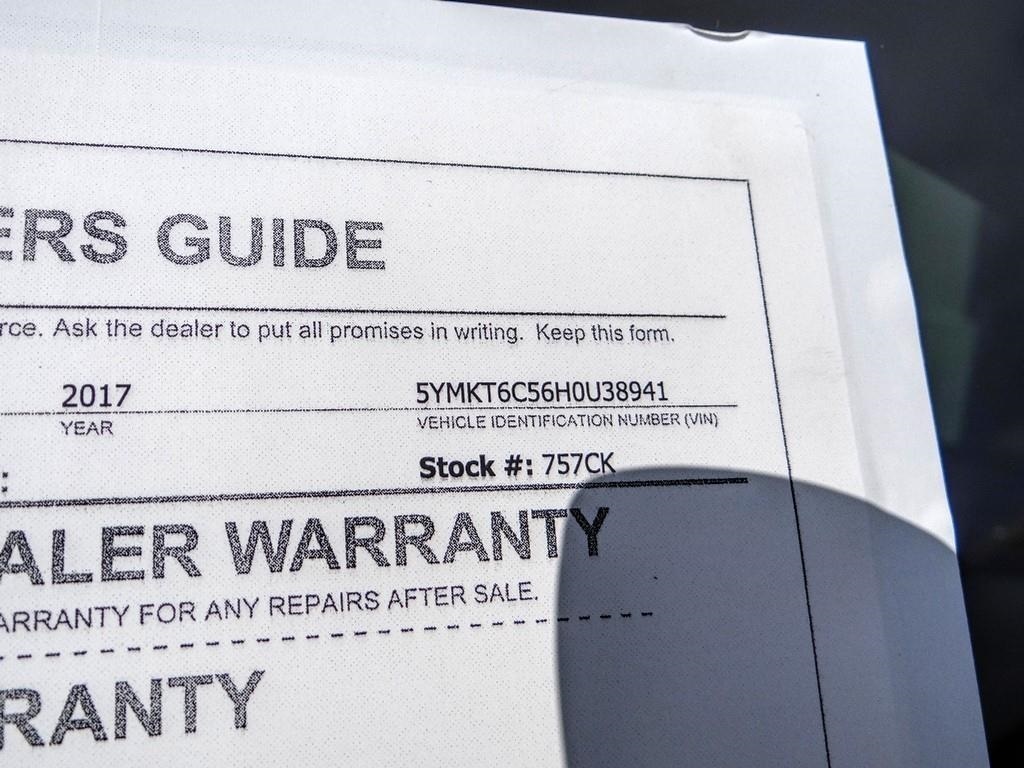 ERS GUIDE
rce. Ask the dealer to put all promises in writing. Keep this form.
2017 5YMKT6C56H0U38941
YEAR VEHICLE IDENTIFICATION NUMBER (VIN)
: Stock #: 757CK
ALER WARRANTY
ARRANTY FOR ANY REPAIRS AFTER SALE.
RANTY